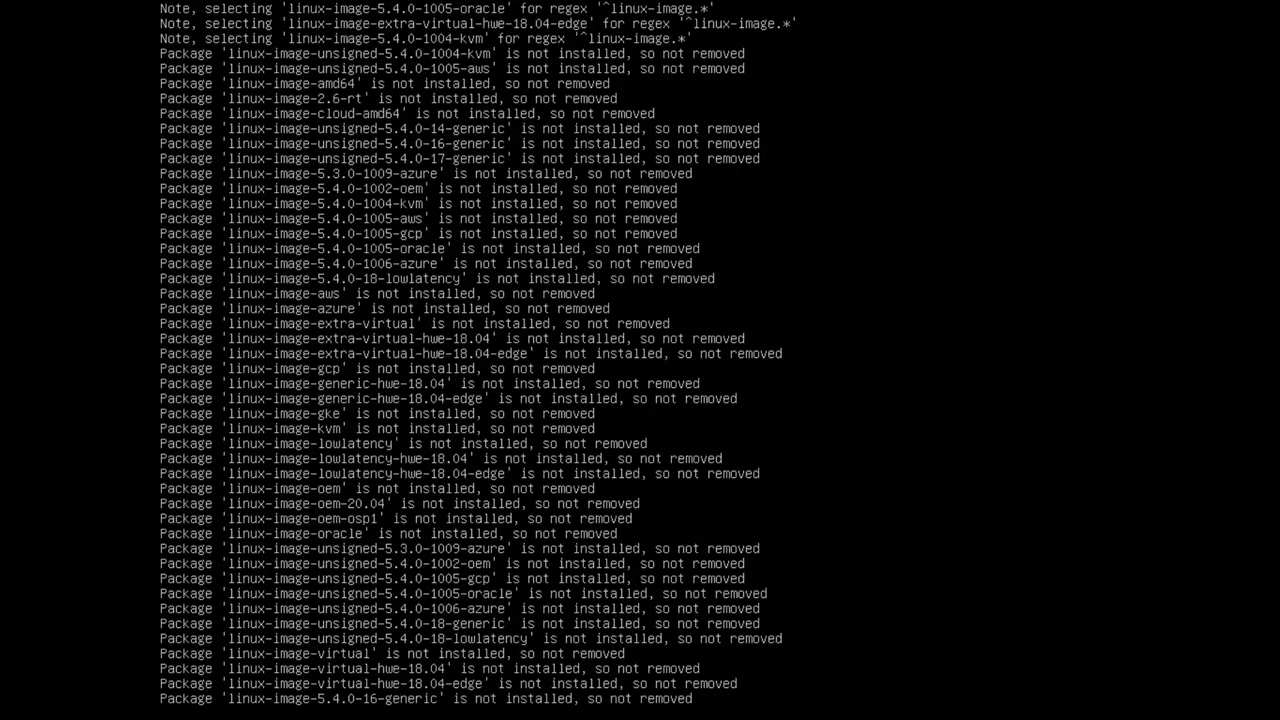 Note, selecting 'linux-image-5.4.0-1005-oracle' for regex '^linux-image.*'
Note, selecting 'linux-image-extra-virtual-hwe-18.04-edge' for regex '^linux-image.*'
Note, selecting 'linux-image-5.4.0-1004-kvm' for regex '^linux-image.*'
Package 'linux-image-unsigned-5.4.0-1004-kvm' is not installed, so not removed
Package 'linux-image-unsigned-5.4.0-1005-aws' is not installed, so not removed
Package 'linux-image-amd64' is not installed, so not removed
Package 'linux-image-2.6-rt' is not installed, so not removed
Package 'linux-image-cloud-amd64' is not installed, so not removed
Package 'linux-image-unsigned-5.4.0-14-generic' is not installed, so not removed
Package 'linux-image-unsigned-5.4.0-16-generic' is not installed, so not removed
Package 'linux-image-unsigned-5.4.0-17-generic' is not installed, so not removed
Package 'linux-image-5.3.0-1009-azure' is not installed, so not removed
Package 'linux-image-5.4.0-1002-oem' is not installed, so not removed
Package 'linux-image-5.4.0-1004-kvm' is not installed, so not removed
Package 'linux-image-5.4.0-1005-aws' is not installed, so not removed
Package 'linux-image-5.4.0-1005-gcp' is not installed, so not removed
Package 'linux-image-5.4.0-1005-oracle' is not installed, so not removed
Package 'linux-image-5.4.0-1006-azure' is not installed, so not removed
Package 'linux-image-5.4.0-18-lowlatency' is not installed, so not removed
Package 'linux-image-aws' is not installed, so not removed
Package 'linux-image-azure' is not installed, so not removed
Package 'linux-image-extra-virtual' is not installed, so not removed
Package 'linux-image-extra-virtual-hwe-18.04' is not installed, so not removed
Package 'linux-image-extra-virtual-hwe-18.04-edge' is not installed, so not removed
Package 'linux-image-gcp' is not installed, so not removed
Package 'linux-image-generic-hwe-18.04' is not installed, so not removed
Package 'linux-image-generic-hwe-18.04-edge' is not installed, so not removed
Package 'linux-image-gke' is not installed, so not removed
Package 'linux-image-kvm' is not installed, so not removed
Package 'linux-image-lowlatency' is not installed, so not removed
Package 'linux-image-lowlatency-hwe-18.04' is not installed, so not removed
Package 'linux-image-lowlatency-hwe-18.04-edge' is not installed, so not removed
Package 'linux-image-oem' is not installed, so not removed
Package 'linux-image-oem-20.04' is not installed, so not removed
Package 'linux-image-oem-osp1' is not installed, so not removed
Package 'linux-image-oracle' is not installed, so not removed
Package 'linux-image-unsigned-5.3.0-1009-azure' is not installed, so not removed
Package 'linux-image-unsigned-5.4.0-1002-oem' is not installed, so not removed
Package 'linux-image-unsigned-5.4.0-1005-gcp' is not installed, so not removed
Package 'linux-image-unsigned-5.4.0-1005-oracle' is not installed, so not removed
Package 'linux-image-unsigned-5.4.0-1006-azure' is not installed, so not removed
Package 'linux-image-unsigned-5.4.0-18-generic' is not installed, so not removed
Package 'linux-image-unsigned-5.4.0-18-lowlatency' is not installed, so not removed
Package 'linux-image-virtual' is not installed, so not removed
Package 'linux-image-virtual-hwe-18.04' is not installed, so not removed
Package 'linux-image-virtual-hwe-18.04-edge' is not installed, so not removed
Package 'linux-image-5.4.0-16-generic' is not installed, so not removed